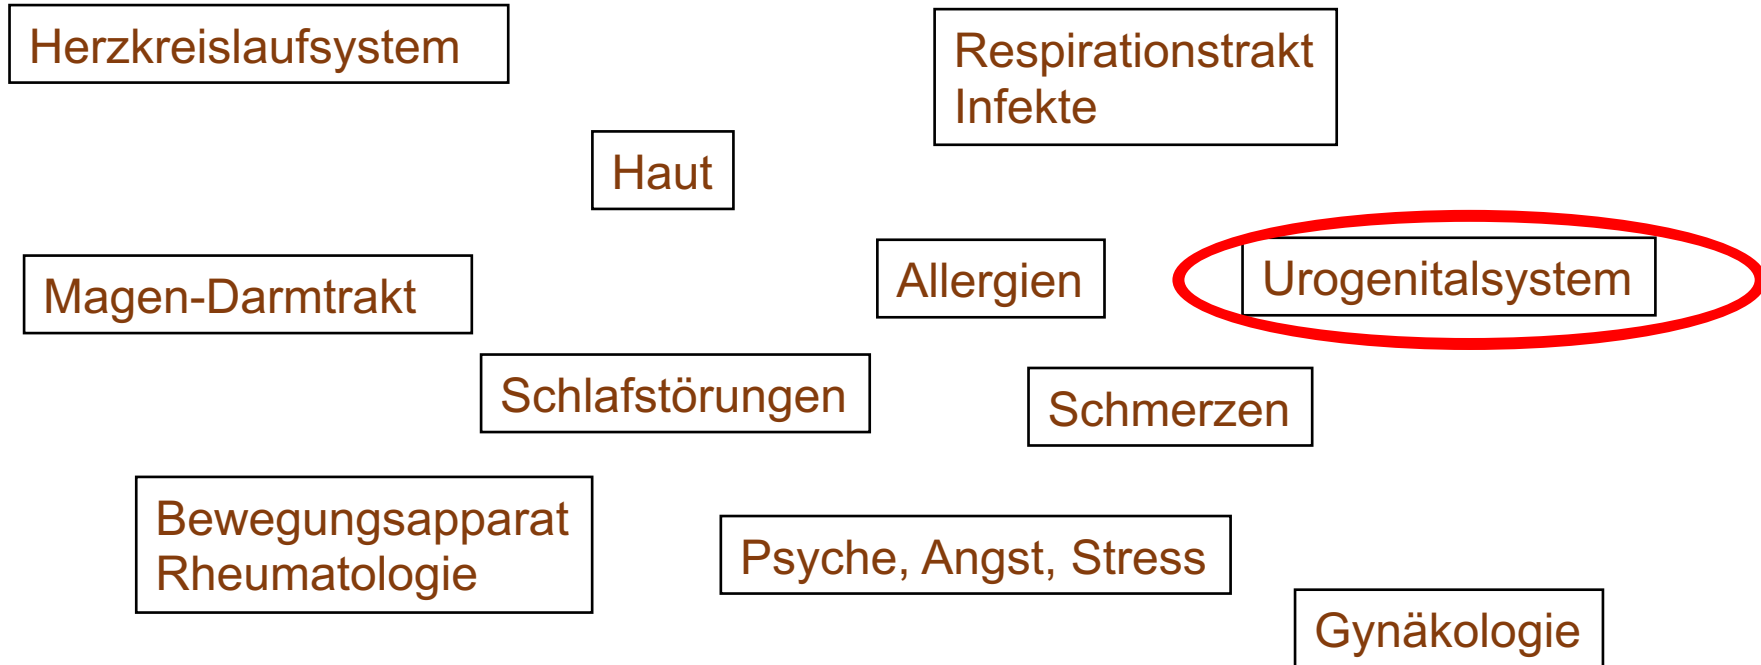 Herzkreislaufsystem
Respirationstrakt
Infekte
Haut
Allergien
Urogenitalsystem
Magen-Darmtrakt
Schlafstörungen
Schmerzen
Bewegungsapparat
Rheumatologie
Psyche, Angst, Stress
Gynäkologie